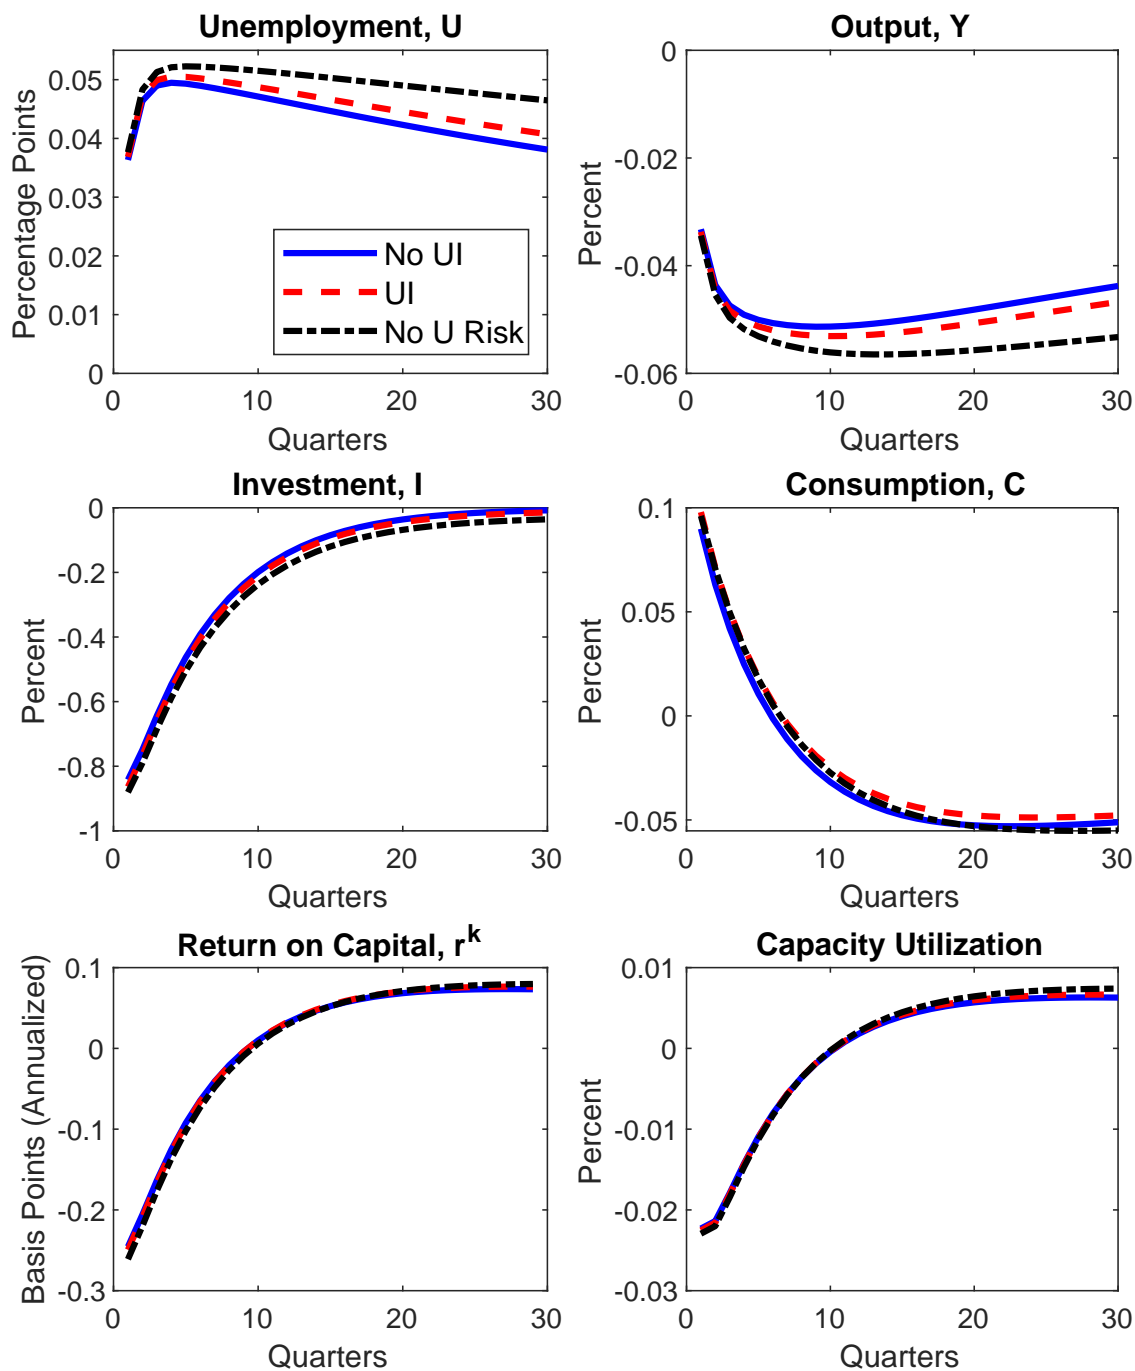 Unemployment, U
Percentage Points
0.05
0.04
0.03
0.02
0.01
0
No UI
UI
No U Risk
0 10 20 30
Quarters
Output, Y
Percent
0
-0.02
-0.04
-0.06
0 10 20 30
Quarters
Investment, I
Percent
0
-0.2
-0.4
-0.6
-0.8
-1
0 10 20 30
Quarters
Consumption, C
Percent
0.1
0.05
0
-0.05
0 10 20 30
Quarters
Return on Capital, r^k
Basis Points (Annualized)
0.1
0
-0.1
-0.2
-0.3
0 10 20 30
Quarters
Capacity Utilization
Percent
0.01
0
-0.01
-0.02
-0.03
0 10 20 30
Quarters